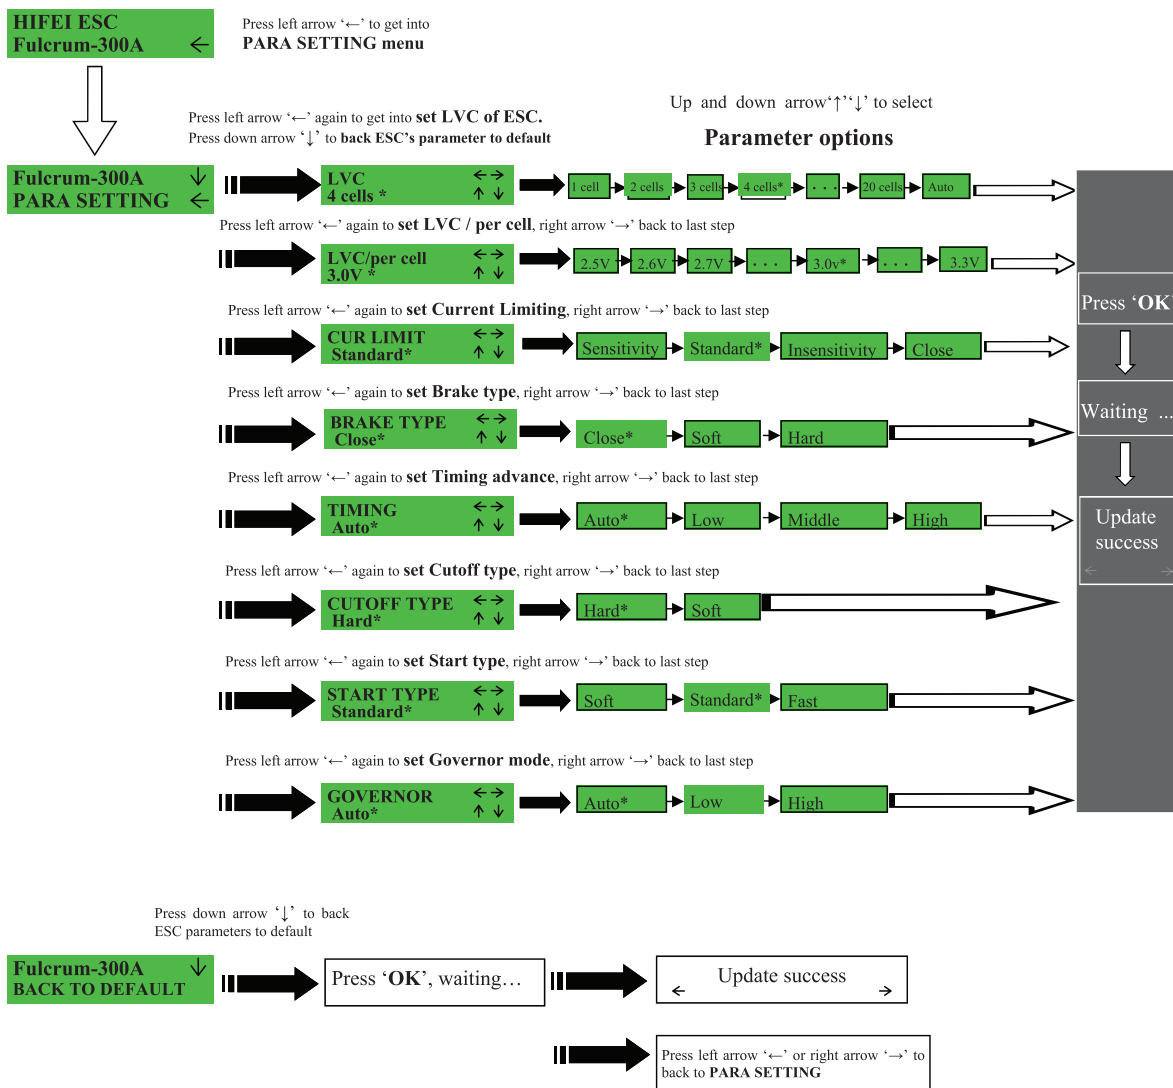 HIFEI ESC
Fulcrum-300A ←
Press left arrow ‘←’ to get into
PARA SETTING menu
Press left arrow ‘←’ again to get into set LVC of ESC.
Press down arrow ‘↓’ to back ESC’s parameter to default
Up and down arrow‘↑’‘↓’ to select
Parameter options
Fulcrum-300A ↓
PARA SETTING ←
LVC ← →
4 cells * ↑ ↓
1 cell 2 cells 3 cells 4 cells* . . . 20 cells Auto
Press left arrow ‘←’ again to set LVC / per cell, right arrow ‘→’ back to last step
LVC/per cell ← →
3.0V * ↑ ↓
2.5V 2.6V 2.7V . . . 3.0v* . . . 3.3V
Press ‘OK’
Press left arrow ‘←’ again to set Current Limiting, right arrow ‘→’ back to last step
CUR LIMIT ← →
Standard* ↑ ↓
Sensitivity Standard* Insensitivity Close
Press left arrow ‘←’ again to set Brake type, right arrow ‘→’ back to last step
Waiting ...
BRAKE TYPE ← →
Close* ↑ ↓
Close* Soft Hard
Press left arrow ‘←’ again to set Timing advance, right arrow ‘→’ back to last step
TIMING ← →
Auto* ↑ ↓
Auto* Low Middle High
Update
success
← →
Press left arrow ‘←’ again to set Cutoff type, right arrow ‘→’ back to last step
CUTOFF TYPE ← →
Hard* ↑ ↓
Hard* Soft
Press left arrow ‘←’ again to set Start type, right arrow ‘→’ back to last step
START TYPE ← →
Standard* ↑ ↓
Soft Standard* Fast
Press left arrow ‘←’ again to set Governor mode, right arrow ‘→’ back to last step
GOVERNOR ← →
Auto* ↑ ↓
Auto* Low High
Press down arrow ‘↓’ to back
ESC parameters to default
Fulcrum-300A ↓
BACK TO DEFAULT
Press ‘OK’, waiting…
Update success
← →
Press left arrow ‘←’ or right arrow ‘→’ to
back to PARA SETTING